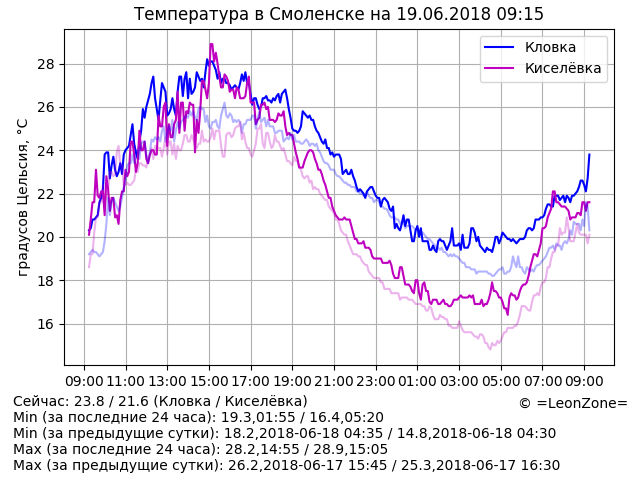 Температура в Смоленске на 19.06.2018 09:15
Кловка
Киселёвка
градусов Цельсия, °C
28
26
24
22
20
18
16
09:00 11:00 13:00 15:00 17:00 19:00 21:00 23:00 01:00 03:00 05:00 07:00 09:00
Сейчас: 23.8 / 21.6 (Кловка / Киселёвка)
© =LeonZone=
Min (за последние 24 часа): 19.3,01:55 / 16.4,05:20
Min (за предыдущие сутки): 18.2,2018-06-18 04:35 / 14.8,2018-06-18 04:30
Max (за последние 24 часа): 28.2,14:55 / 28.9,15:05
Max (за предыдущие сутки): 26.2,2018-06-17 15:45 / 25.3,2018-06-17 16:30